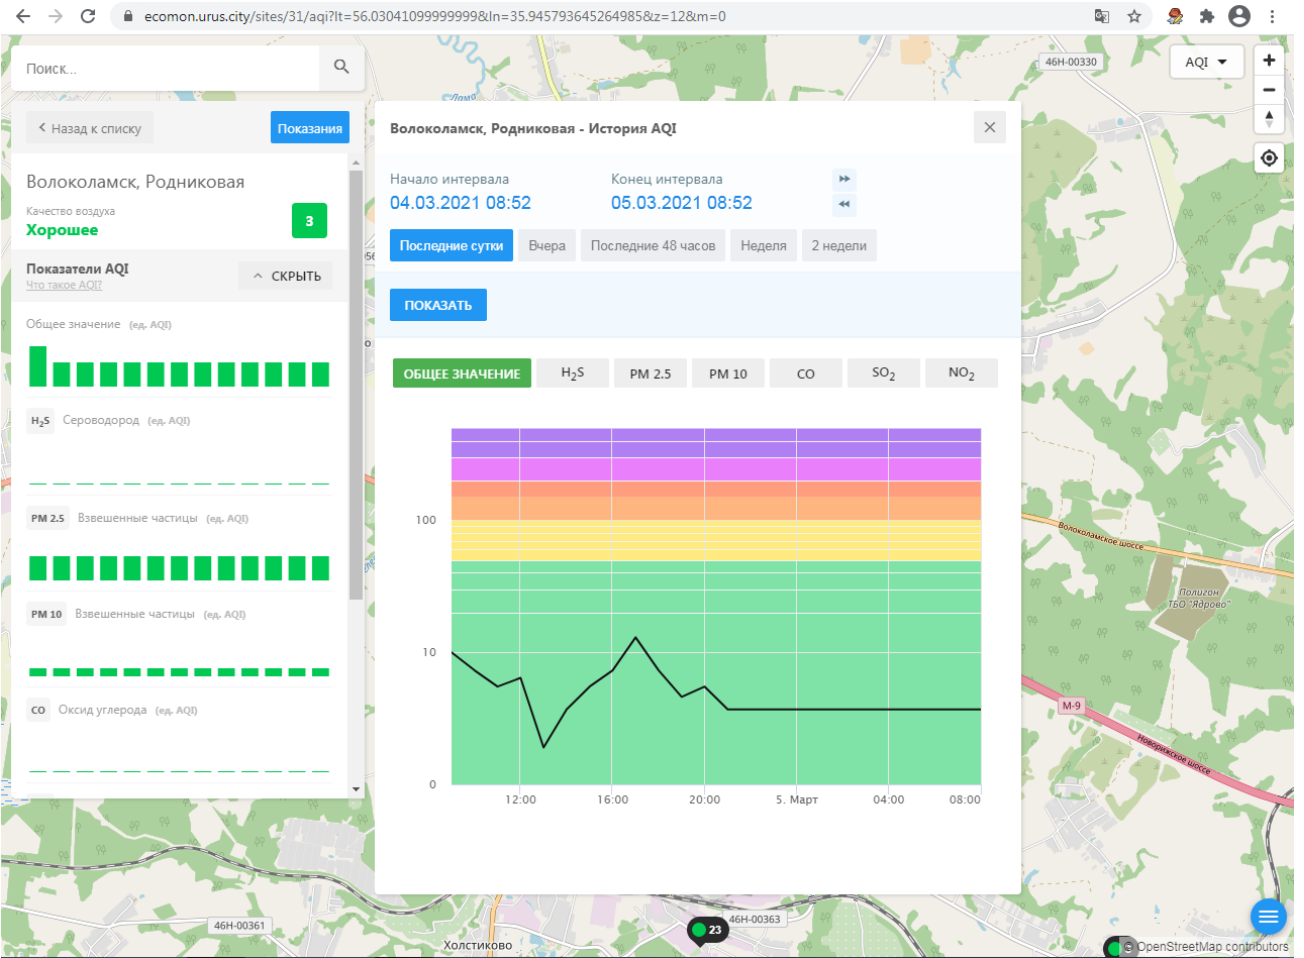 ecomon.urus.city/sites/31/aqi?lt=56.03041099999999&ln=35.945793645264985&z=12&m=0
Поиск...
Лама
46Н-00330
AQI
Назад к списку
Показания
Волоколамск, Родниковая - История AQI
Волоколамск, Родниковая
Качество воздуха
Хорошее
3
Начало интервала
Конец интервала
04.03.2021 08:52
05.03.2021 08:52
Последние сутки
Вчера
Последние 48 часов
Неделя
2 недели
Показатели AQI
Что такое AQI?
СКРЫТЬ
ПОКАЗАТЬ
Общее значение (ед. AQI)
H2S Сероводород (ед. AQI)
PM 2.5 Взвешенные частицы (ед. AQI)
PM 10 Взвешенные частицы (ед. AQI)
CO Оксид углерода (ед. AQI)
ОБЩЕЕ ЗНАЧЕНИЕ
H2S
PM 2.5
PM 10
CO
SO2
NO2
100
10
0
12:00
16:00
20:00
5. Март
04:00
08:00
Волоколамское шоссе
Полигон
ТБО "Ядрово"
М-9
Новорижское шоссе
46Н-00361
46Н-00363
23
Холстиково
© OpenStreetMap contributors